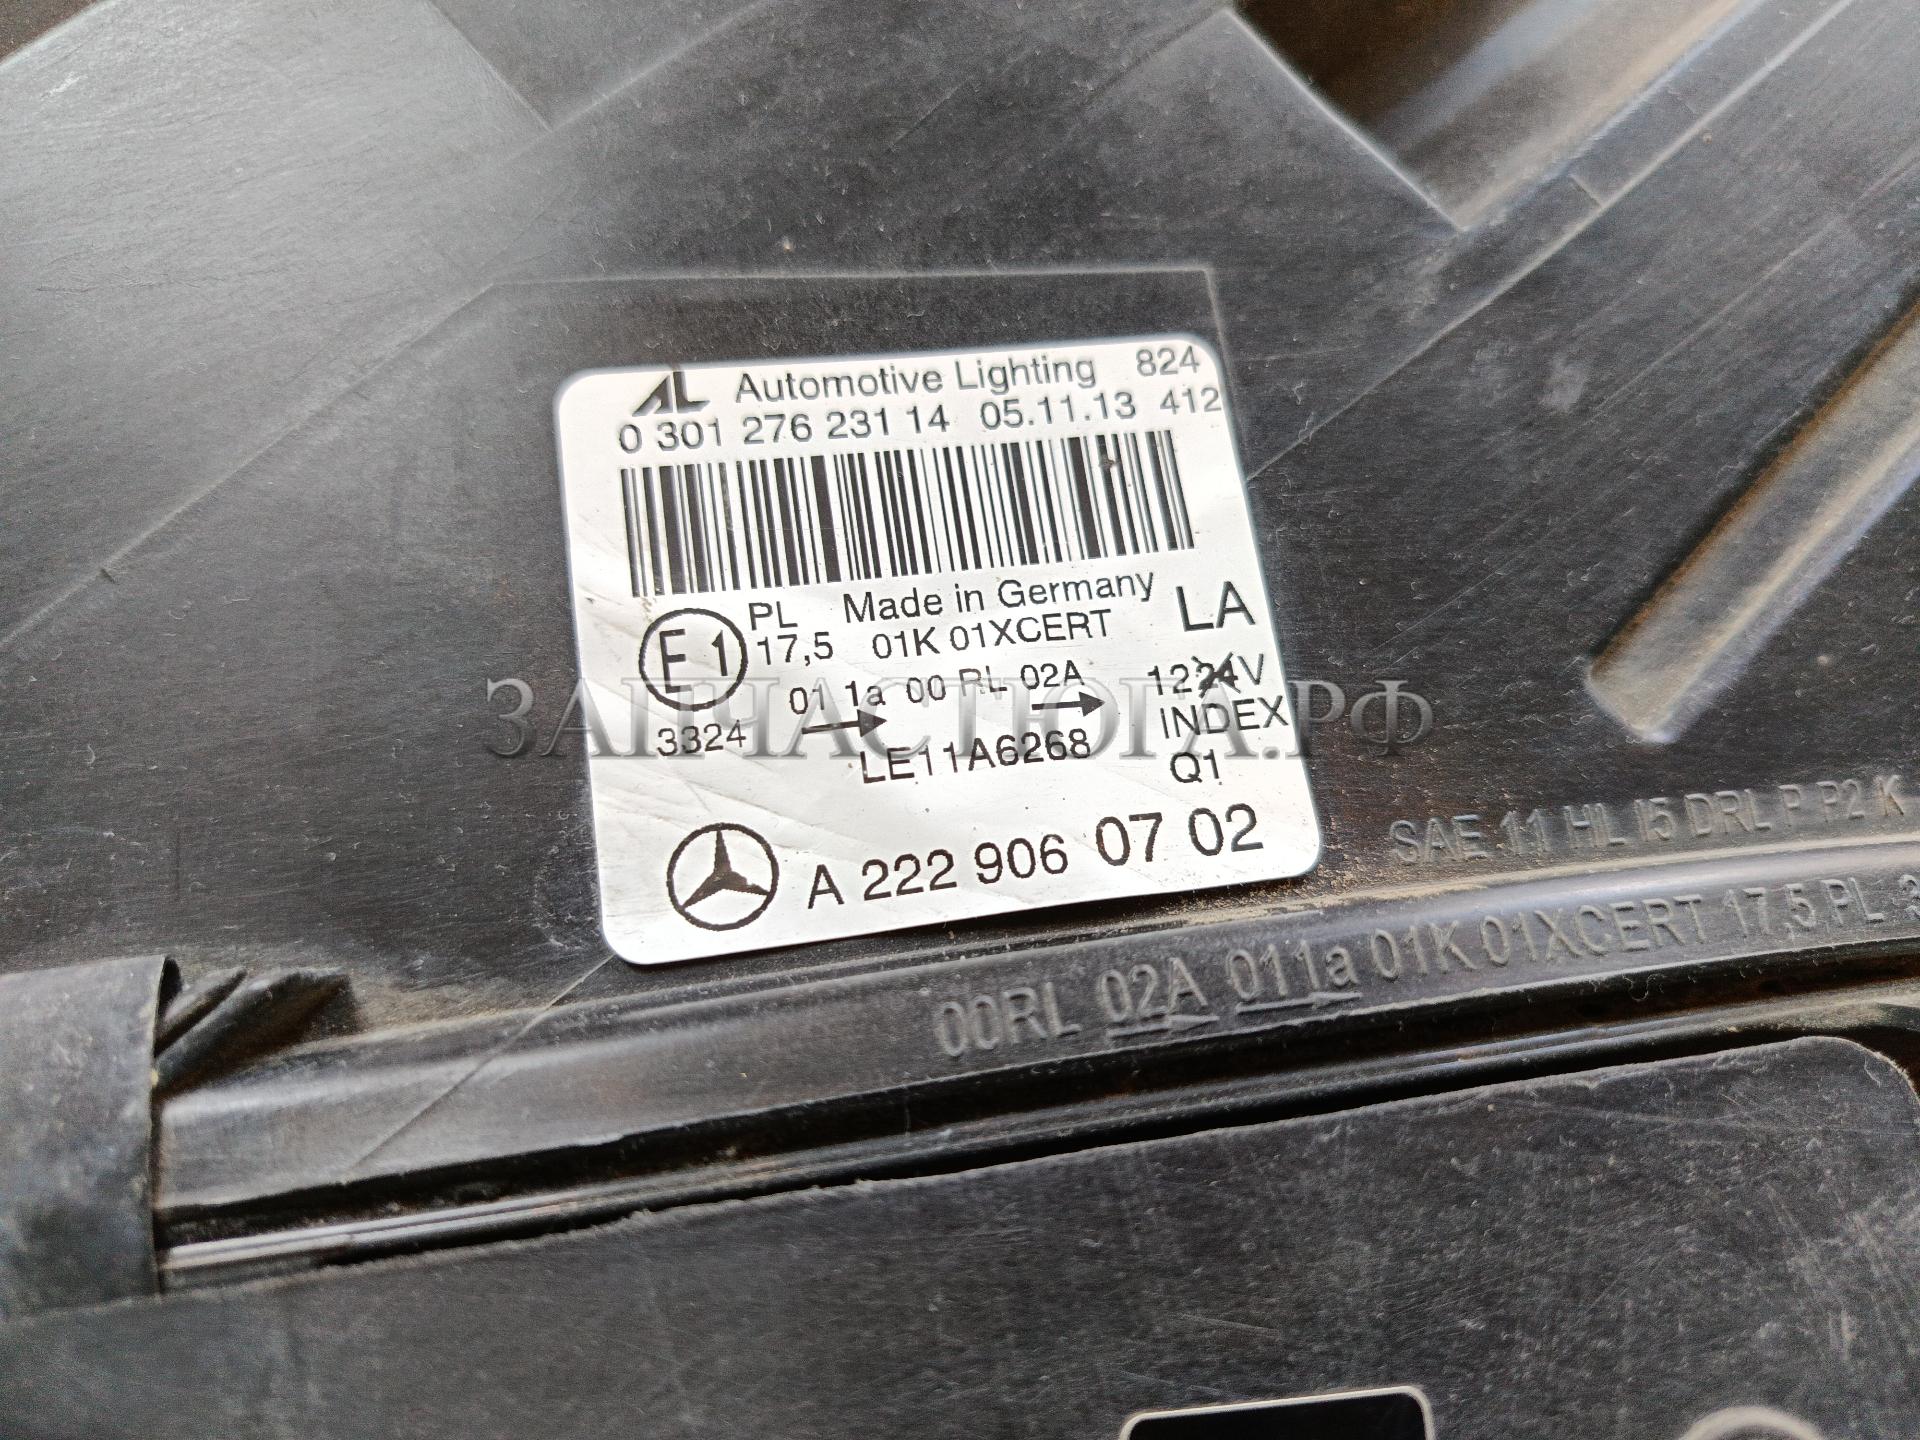 AL Automotive Lighting 824
0 301 276 231 14 05.11.13 412
PL Made in Germany LA
E1 17,5 01K 01XCERT
01 1a 00 RL 02A 1224V
3324 → → INDEX
LE11A6268 Q1
A 222 906 07 02
ЗАПЧАСТЮГА.РФ
SAE 11 HL I5 DRL P P2 K
00RL 02A 011a 01K 01XCERT 17,5 PL 3